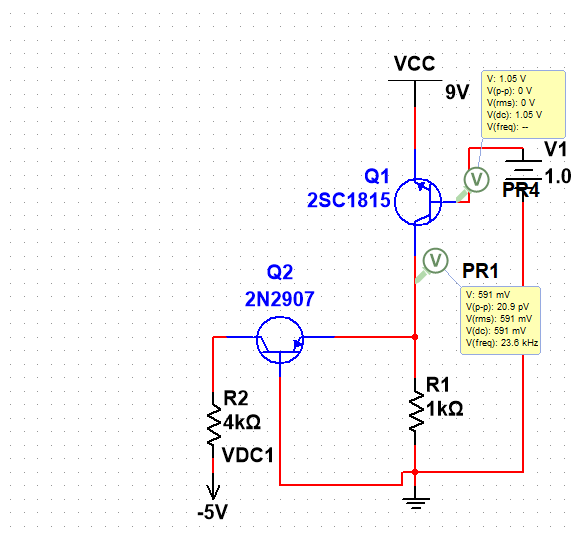 VCC
9V
V: 1.05 V
V(p-p): 0 V
V(rms): 0 V
V(dc): 1.05 V
V(freq): --
V
V1
1.0
PR4
Q1
2SC1815
V
PR1
V: 591 mV
V(p-p): 20.9 pV
V(rms): 591 mV
V(dc): 591 mV
V(freq): 23.6 kHz
Q2
2N2907
R1
1kΩ
R2
4kΩ
VDC1
-5V